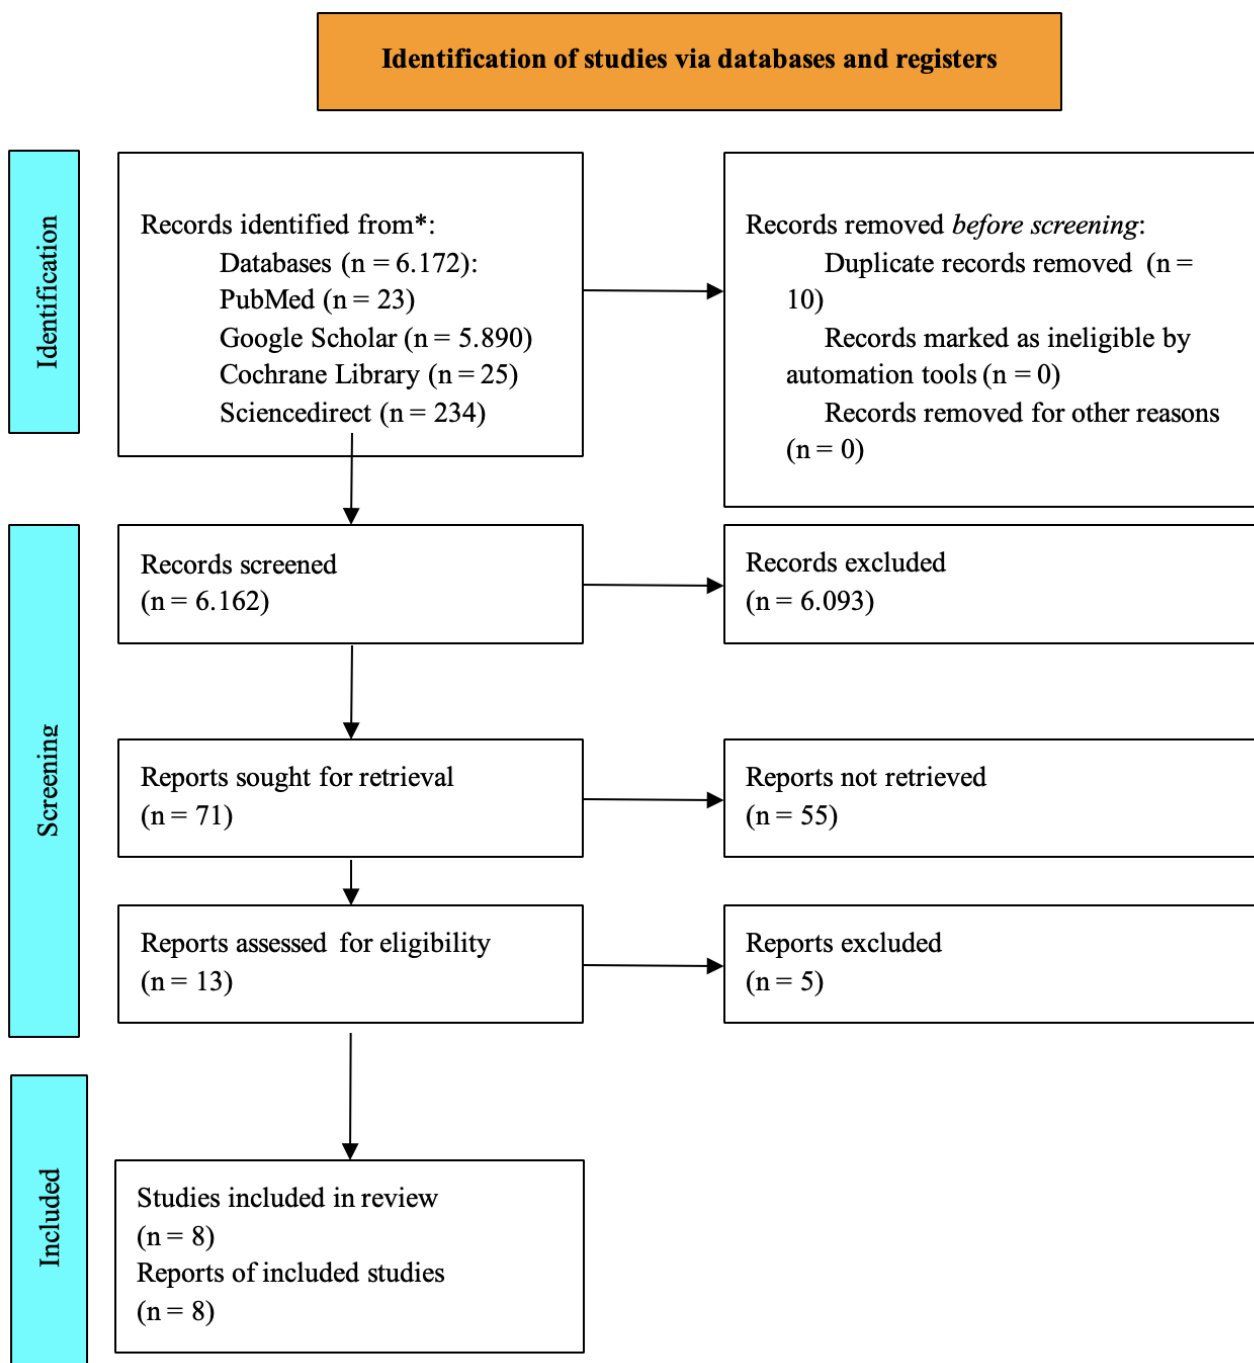 Identification of studies via databases and registers
Identification
Records identified from*:
Databases (n = 6.172):
PubMed (n = 23)
Google Scholar (n = 5.890)
Cochrane Library (n = 25)
Sciencedirect (n = 234)
Records removed before screening:
Duplicate records removed (n =
10)
Records marked as ineligible by
automation tools (n = 0)
Records removed for other reasons
(n = 0)
Screening
Records screened
(n = 6.162)
Records excluded
(n = 6.093)
Reports sought for retrieval
(n = 71)
Reports not retrieved
(n = 55)
Reports assessed for eligibility
(n = 13)
Reports excluded
(n = 5)
Included
Studies included in review
(n = 8)
Reports of included studies
(n = 8)